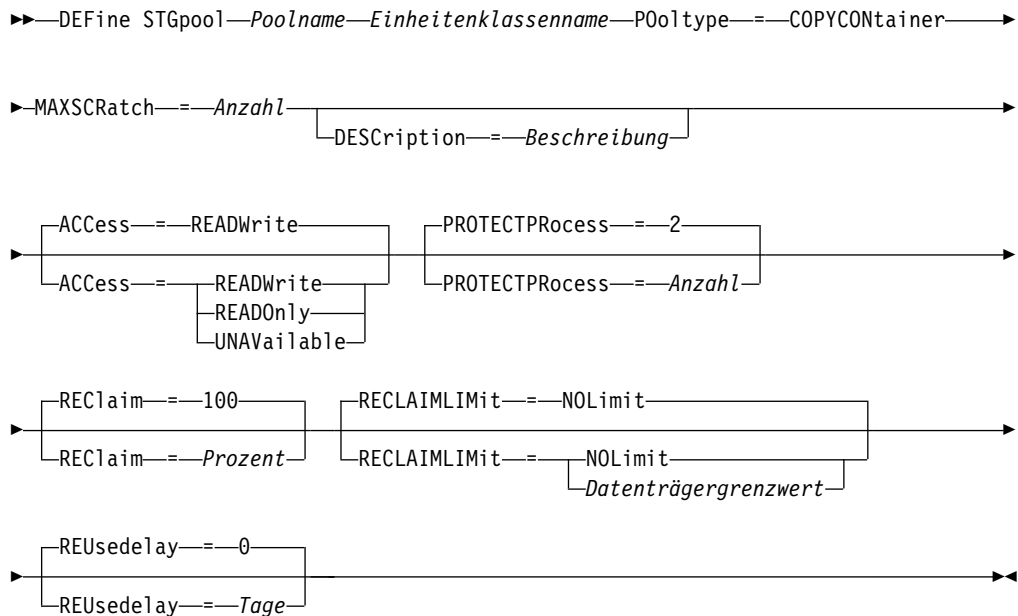 DEFine STGpool Poolname Einheitenklassenname POoltype = COPYCONtainer
MAXSCRatch = Anzahl
DESCription = Beschreibung
ACCess = READWrite PROTECTPRocess = 2
ACCess = READWrite PROTECTPRocess = Anzahl
READOnly
UNAVailable
REClaim = 100 RECLAIMLIMit = NOLimit
REClaim = Prozent RECLAIMLIMit = NOLimit
Datenträgergrenzwert
REUsedelay = 0
REUsedelay = Tage